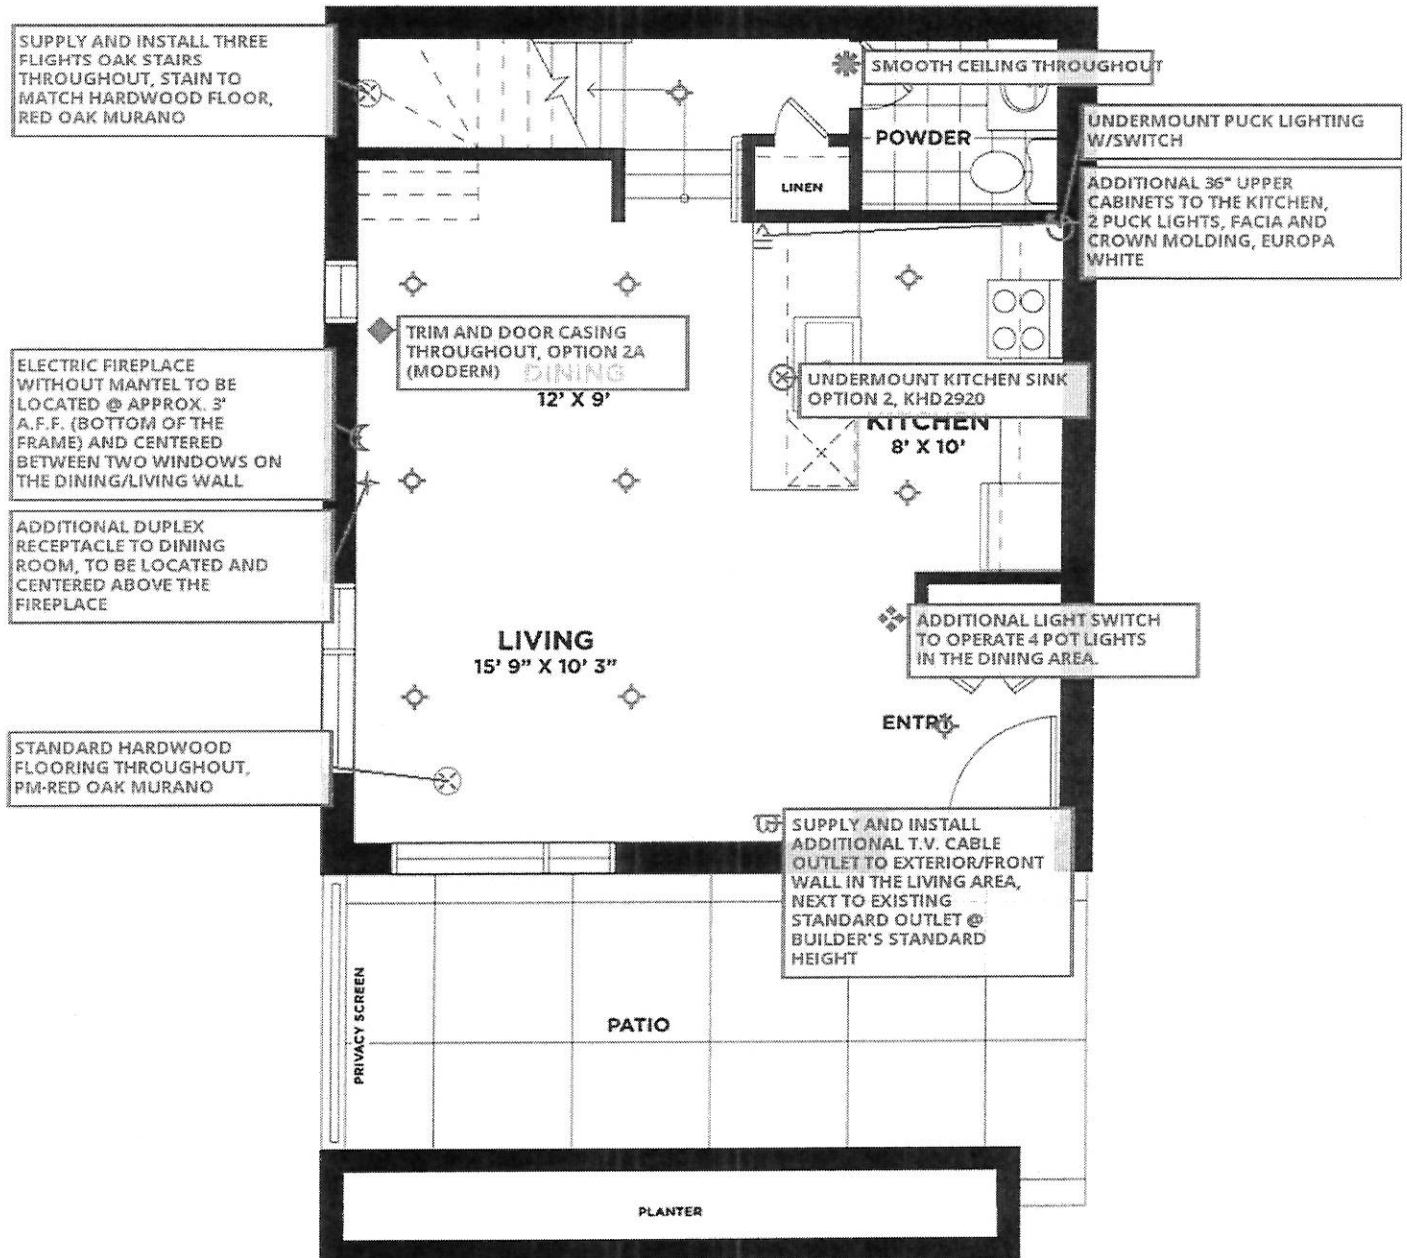 SUPPLY AND INSTALL THREE
FLIGHTS OAK STAIRS
THROUGHOUT, STAIN TO
MATCH HARDWOOD FLOOR,
RED OAK MURANO
SMOOTH CEILING THROUGHOUT
POWDER
LINEN
UNDERMOUNT PUCK LIGHTING
W/SWITCH
ADDITIONAL 36" UPPER
CABINETS TO THE KITCHEN,
2 PUCK LIGHTS, FACIA AND
CROWN MOLDING, EUROPA
WHITE
TRIM AND DOOR CASING
THROUGHOUT, OPTION 2A
(MODERN)
DINING
12' X 9'
ELECTRIC FIREPLACE
WITHOUT MANTEL TO BE
LOCATED @ APPROX. 3'
A.F.F. (BOTTOM OF THE
FRAME) AND CENTERED
BETWEEN TWO WINDOWS ON
THE DINING/LIVING WALL
UNDERMOUNT KITCHEN SINK
OPTION 2, KHD2920
KITCHEN
8' X 10'
ADDITIONAL DUPLEX
RECEPTACLE TO DINING
ROOM, TO BE LOCATED AND
CENTERED ABOVE THE
FIREPLACE
LIVING
15' 9" X 10' 3"
ADDITIONAL LIGHT SWITCH
TO OPERATE 4 POT LIGHTS
IN THE DINING AREA.
ENTRY
STANDARD HARDWOOD
FLOORING THROUGHOUT,
PM-RED OAK MURANO
SUPPLY AND INSTALL
ADDITIONAL T.V. CABLE
OUTLET TO EXTERIOR/FRONT
WALL IN THE LIVING AREA,
NEXT TO EXISTING
STANDARD OUTLET @
BUILDER'S STANDARD
HEIGHT
PRIVACY SCREEN
PATIO
PLANTER